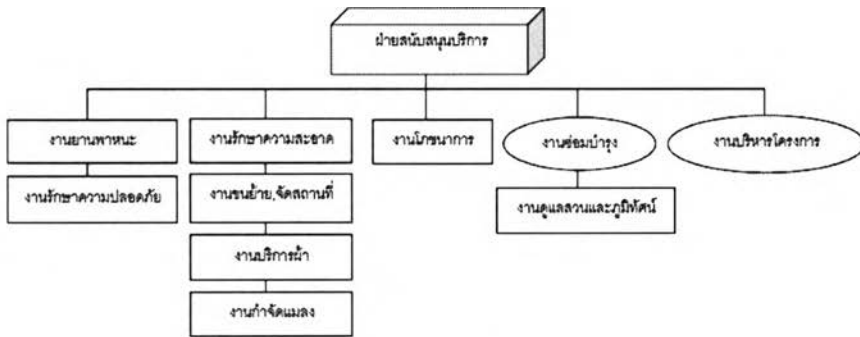 ฝ่ายสนับสนุนบริการ
งานยานพาหนะ
งานรักษาความสะอาด
งานโภชนาการ
งานซ่อมบำรุง
งานบริหารโครงการ
งานรักษาความปลอดภัย
งานขนย้าย,จัดสถานที่
งานดูแลสวนและภูมิทัศน์
งานบริการผ้า
งานกำจัดแมลง